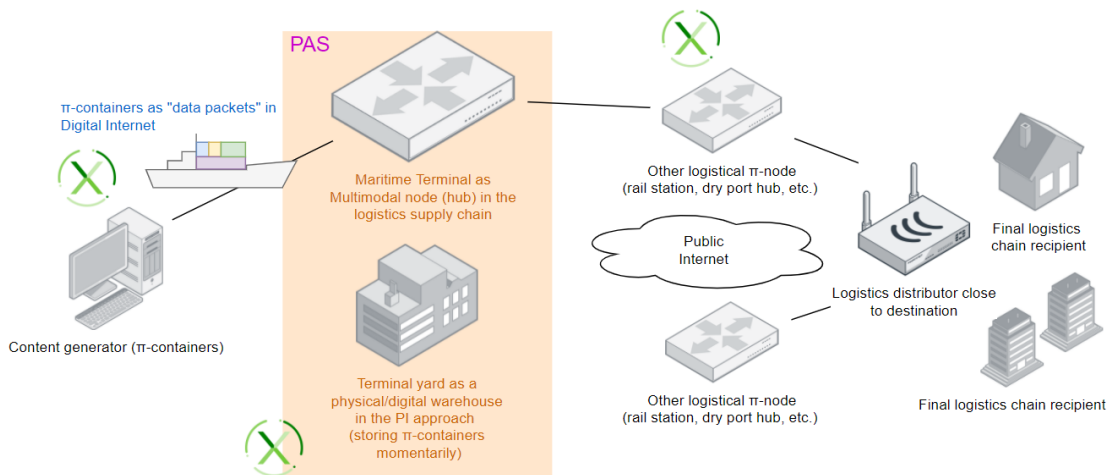 PAS
π-containers as "data packets" in
Digital Internet
Maritime Terminal as
Multimodal node (hub) in the
logistics supply chain
Content generator (π-containers)
Terminal yard as a
physical/digital warehouse
in the PI approach
(storing π-containers
momentarily)
Other logistical π-node
(rail station, dry port hub, etc.)
Public
Internet
Other logistical π-node
(rail station, dry port hub, etc.)
Logistics distributor close
to destination
Final logistics
chain recipient
Final logistics chain recipient